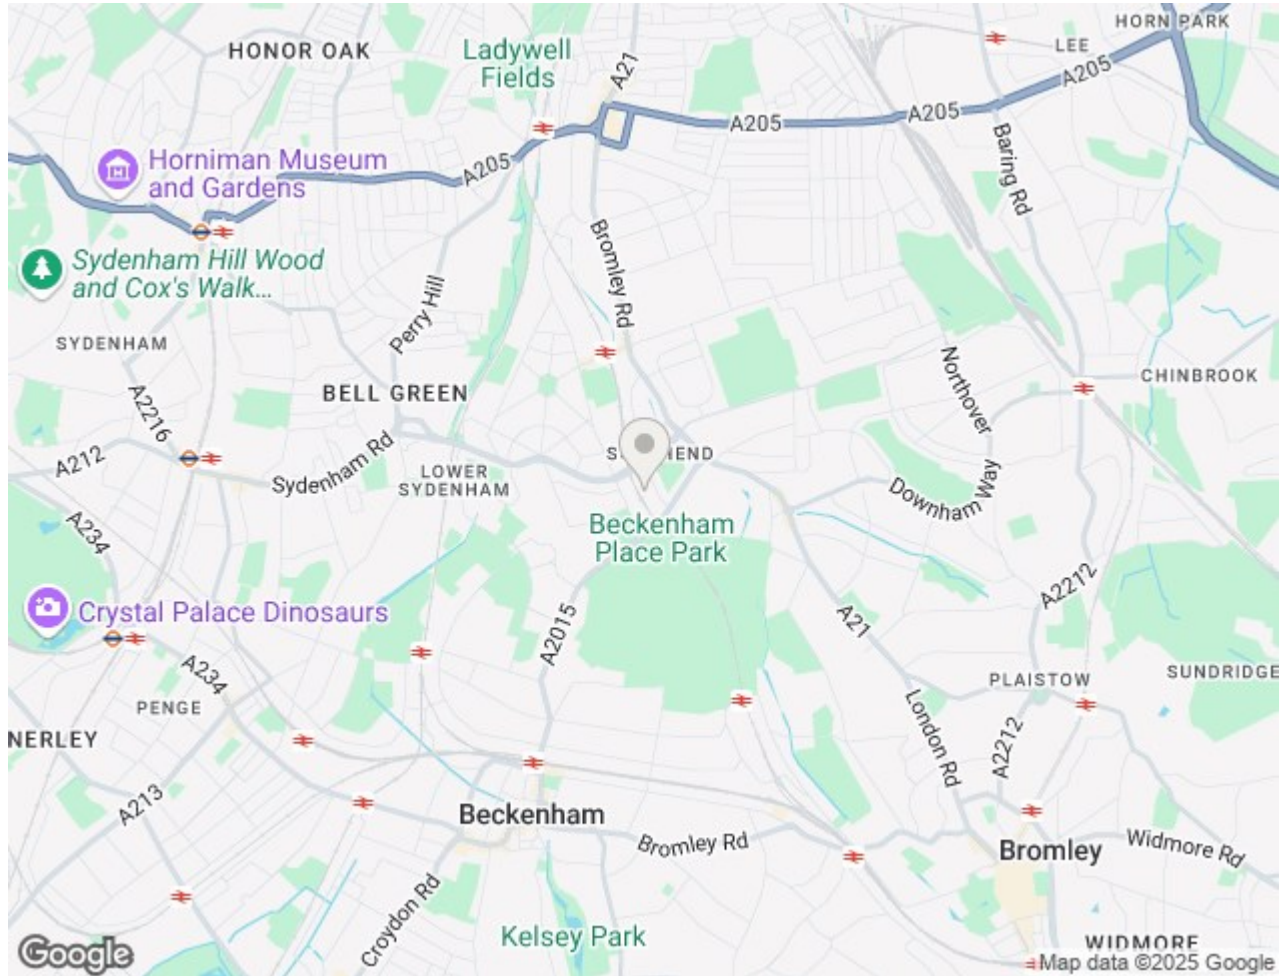 HORN PARK
HONOR OAK
Ladywell
Fields
A21
LEE
A205
A205
A205
A205
Horniman Museum
and Gardens
Baring Rd
Sydenham Hill Wood
and Cox's Walk...
Bromley Rd
Perry Hill
SYDENHAM
BELL GREEN
Northover
CHINBROOK
A2216
A212
Sydenham Rd
LOWER
SYDENHAM
Downham Way
Beckenham
Place Park
A234
A2212
Crystal Palace Dinosaurs
A2015
A21
A234
PENGE
PLAISTOW
SUNDRIDGE
NERLEY
London Rd
A2212
A213
Beckenham
Bromley Rd
Bromley
Widmore Rd
Croydon Rd
Kelsey Park
WIDMORE
Google
Map data ©2025 Google